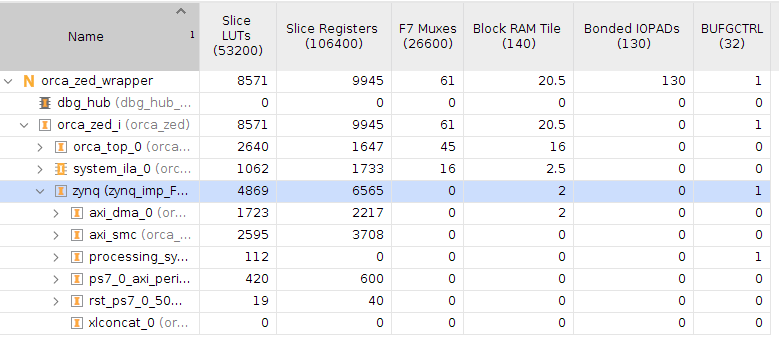 Name 1 Slice LUTs (53200) Slice Registers (106400) F7 Muxes (26600) Block RAM Tile (140) Bonded IOPADs (130) BUFGCTRL (32)
N orca_zed_wrapper 8571 9945 61 20.5 130 1
dbg_hub (dbg_hub_... 0 0 0 0 0 0
orca_zed_i (orca_zed) 8571 9945 61 20.5 0 1
orca_top_0 (orca... 2640 1647 45 16 0 0
system_ila_0 (orc... 1062 1733 16 2.5 0 0
zynq (zynq_imp_F... 4869 6565 0 2 0 1
axi_dma_0 (or... 1723 2217 0 2 0 0
axi_smc (orca_... 2595 3708 0 0 0 0
processing_sy... 112 0 0 0 0 1
ps7_0_axi_peri... 420 600 0 0 0 0
rst_ps7_0_50... 19 40 0 0 0 0
xlconcat_0 (or... 0 0 0 0 0 0